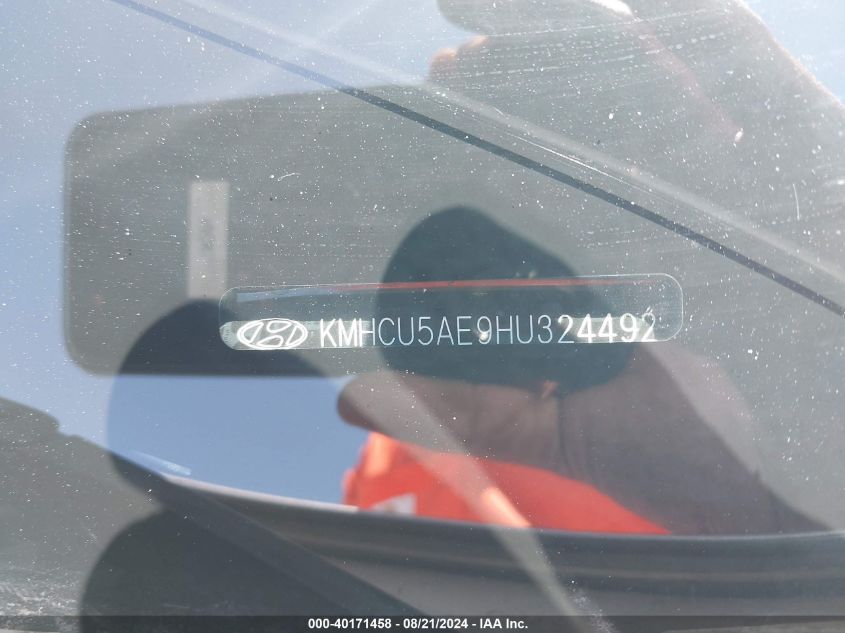 KMHCU5AE9HU324492
000-40171458 - 08/21/2024 - IAA Inc.